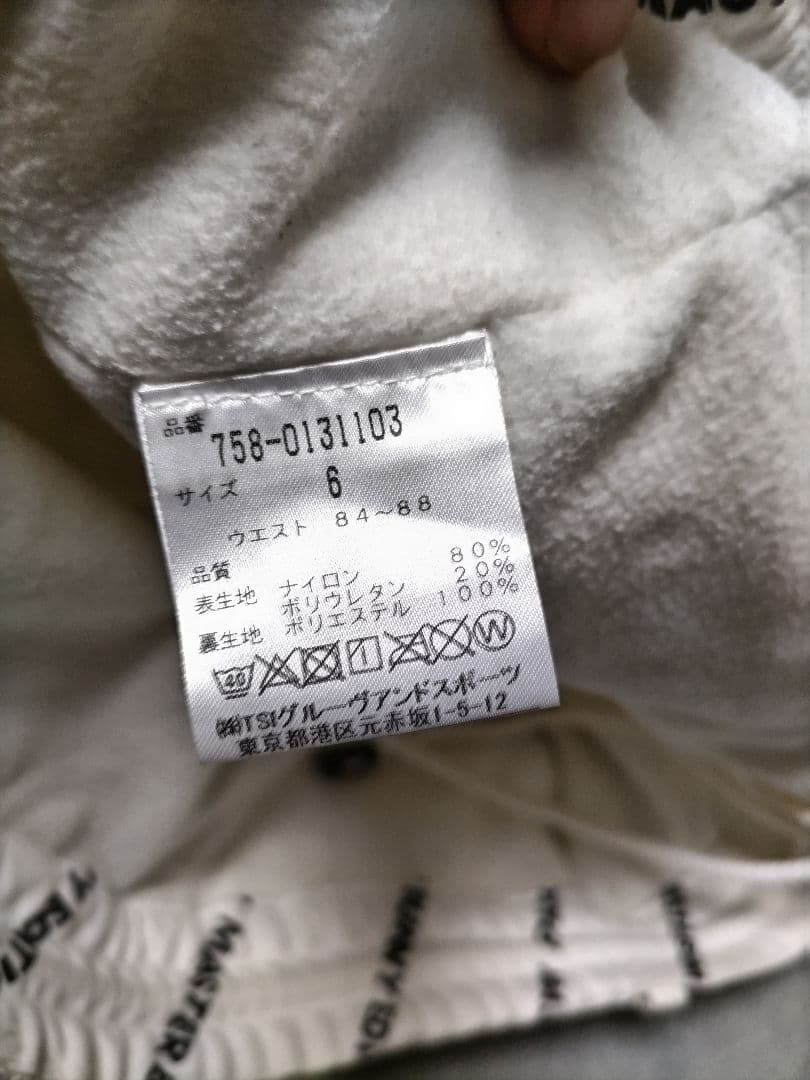 品番 758-0131103
サイズ 6
ウエスト 84~88
品質
表生地 ナイロン 80%
ポリウレタン 20%
裏生地 ポリエステル 100%
40 W
㈱TSIグルーヴアンドスポーツ
東京都港区元赤坂1-5-12
MASTER